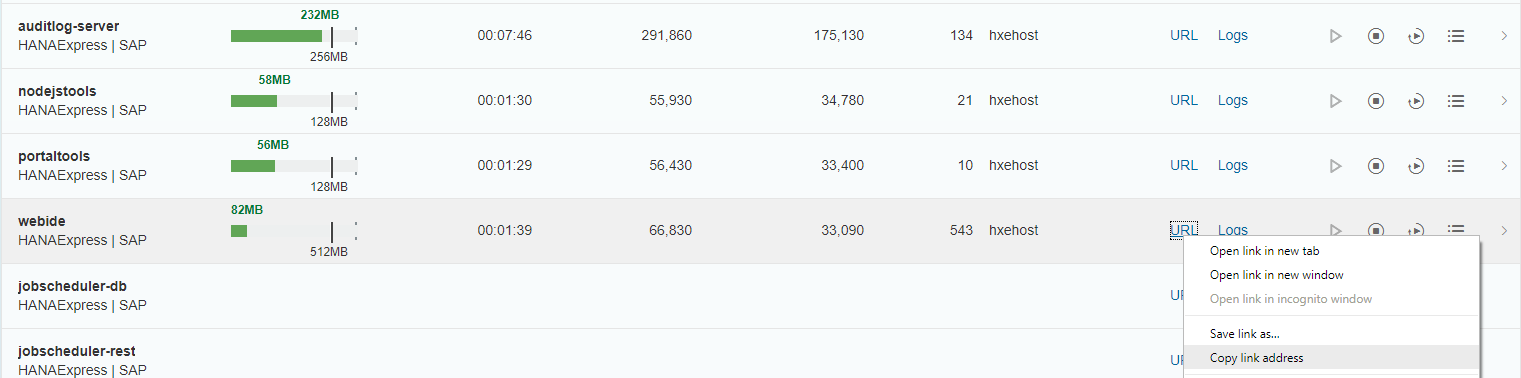 232MB
auditlog-server
HANAExpress | SAP
256MB
00:07:46 291,860 175,130 134 hxehost URL Logs
58MB
nodejstools
HANAExpress | SAP
128MB
00:01:30 55,930 34,780 21 hxehost URL Logs
56MB
portaltools
HANAExpress | SAP
128MB
00:01:29 56,430 33,400 10 hxehost URL Logs
82MB
webide
HANAExpress | SAP
512MB
00:01:39 66,830 33,090 543 hxehost URL Logs
Open link in new tab
Open link in new window
Open link in incognito window
Save link as...
Copy link address
jobscheduler-db
HANAExpress | SAP
jobscheduler-rest
HANAExpress | SAP